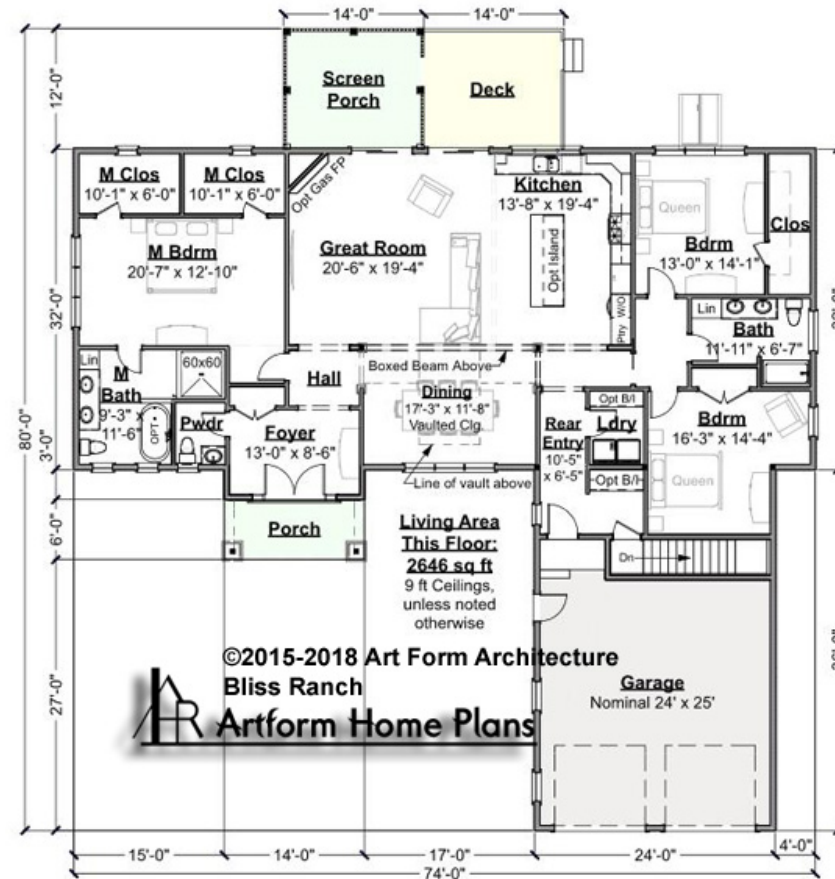 14'-0"
14'-0"
12'-0"
Screen
Porch
Deck
M Clos
10'-1" x 6'-0"
M Clos
10'-1" x 6'-0"
Opt Gas FP
Kitchen
13'-8" x 19'-4"
Queen
Clos
Bdrm
13'-0" x 14'-1"
M Bdrm
20'-7" x 12'-10"
Great Room
20'-6" x 19'-4"
Opt Island
32'-0"
80'-0"
Ptry
W/O
Lin
Bath
11'-11" x 6'-7"
Lin
M
Bath
9'-3" x
11'-6"
60x60
OPT
Hall
Boxed Beam Above
Dining
17'-3" x 11'-8"
Vaulted Clg.
Pwdr
Foyer
13'-0" x 8'-6"
Rear
Entry
10'-5"
x 6'-5"
Opt B/I
Ldry
Opt B/I
Bdrm
16'-3" x 14'-4"
Queen
3'-0"
Line of vault above
6'-0"
Porch
Living Area
This Floor:
2646 sq ft
9 ft Ceilings,
unless noted
otherwise
Dn
27'-0"
©2015-2018 Art Form Architecture
Bliss Ranch
Artform Home Plans
Garage
Nominal 24' x 25'
15'-0"
14'-0"
17'-0"
24'-0"
4'-0"
74'-0"